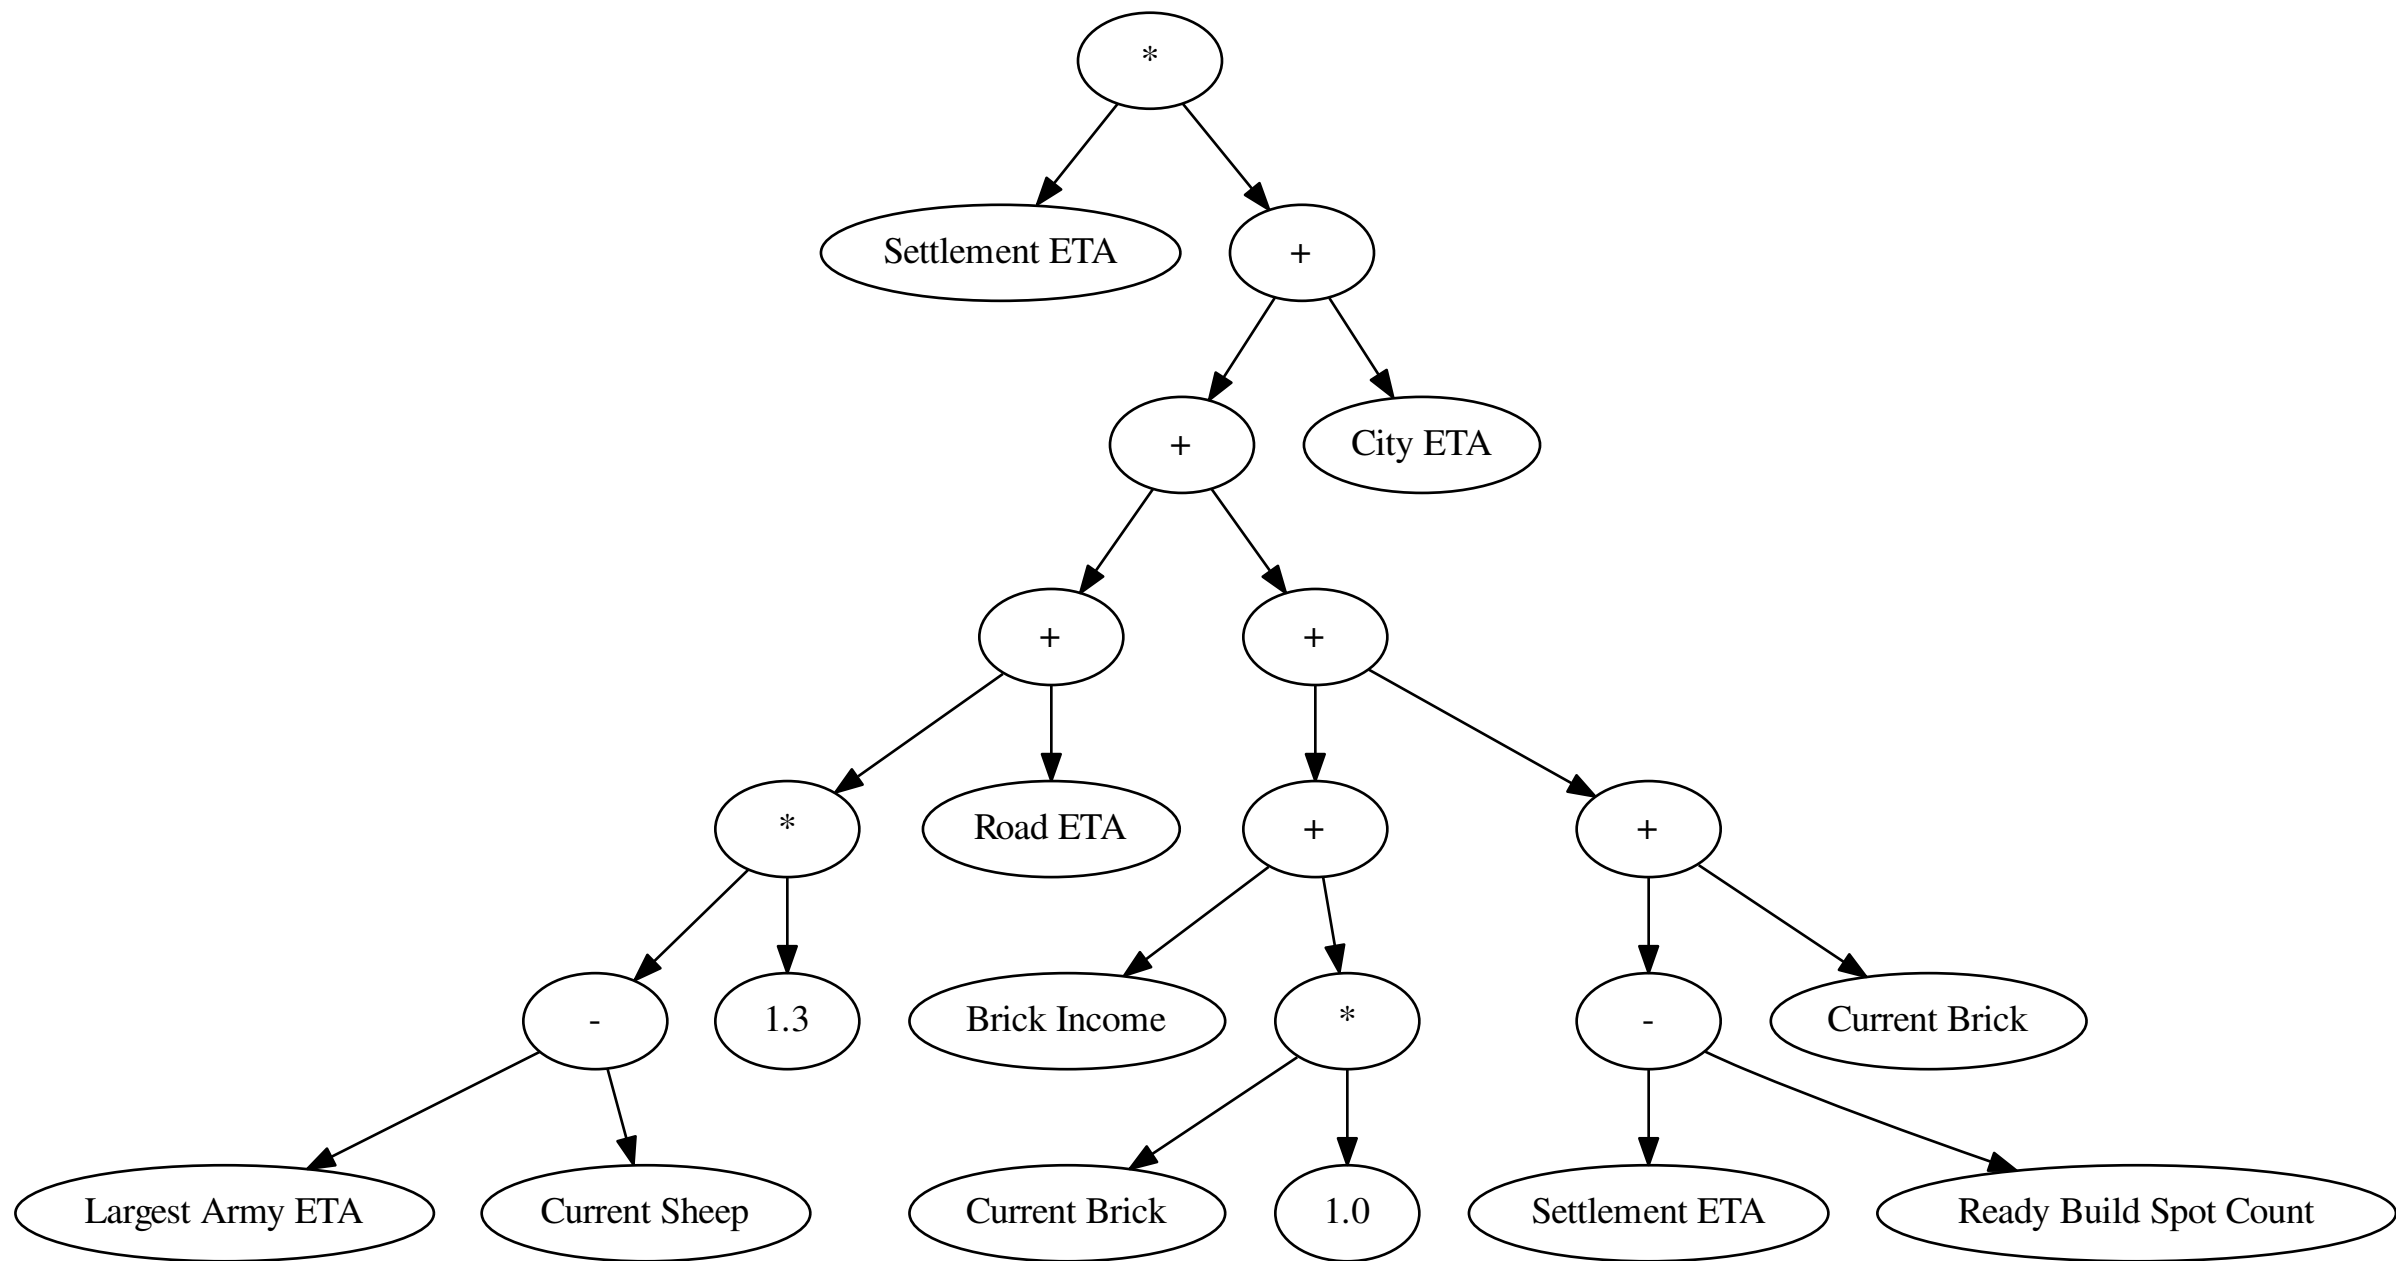 *
Settlement ETA
+
+
City ETA
+
+
*
Road ETA
+
+
-
1.3
Brick Income
*
-
Current Brick
Largest Army ETA
Current Sheep
Current Brick
1.0
Settlement ETA
Ready Build Spot Count